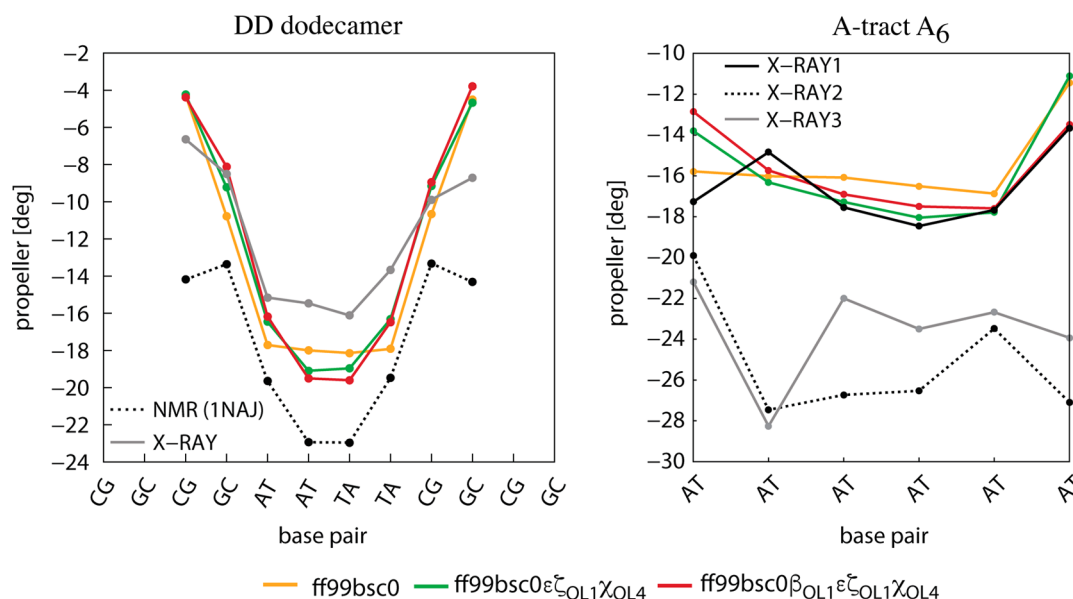 DD dodecamer
−2
−4
−6
−8
−10
−12
−14
−16
−18
−20
−22
−24
propeller [deg]
NMR (1NAJ)
X−RAY
CG GC CG GC AT AT TA TA CG GC CG GC
base pair
A-tract A6
−10
−12
−14
−16
−18
−20
−22
−24
−26
−28
−30
propeller [deg]
X−RAY1
X−RAY2
X−RAY3
AT AT AT AT AT AT
base pair
ff99bsc0 ff99bsc0εζOL1χOL4 ff99bsc0βOL1εζOL1χOL4